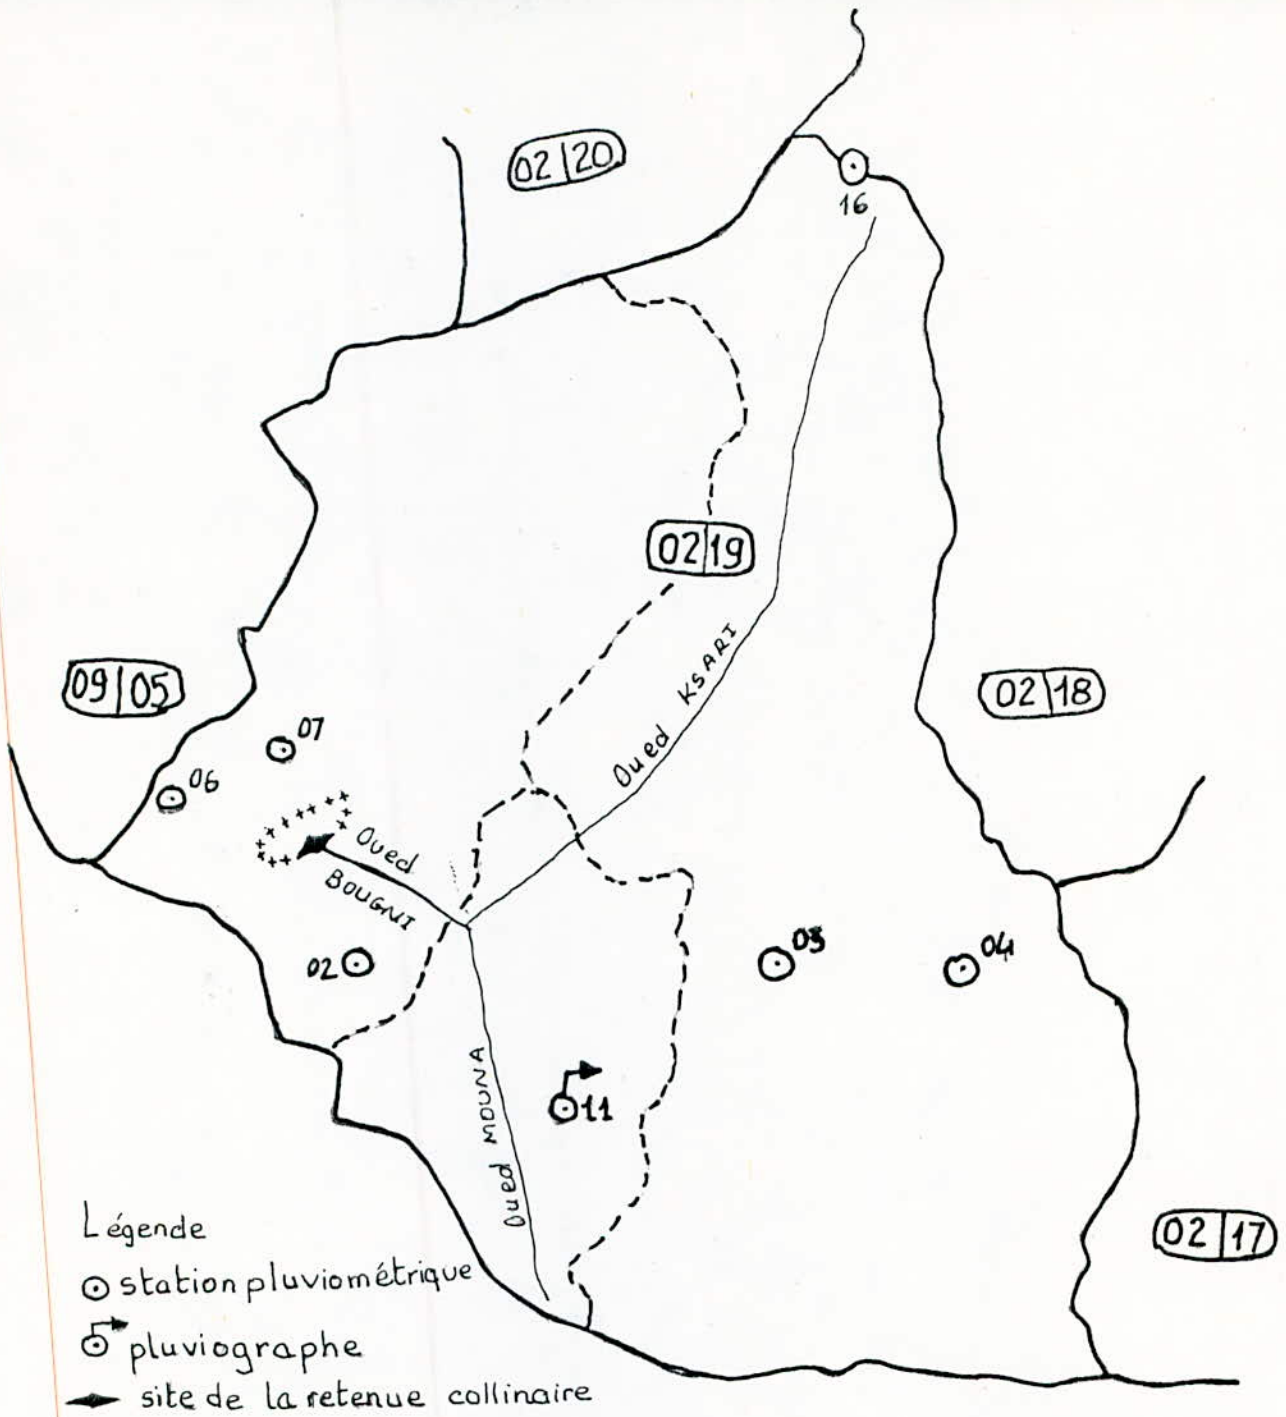 02 | 20
16
02 | 19
09 | 05
02 | 18
07
06
Oued KSARI
Oued
BOUGNI
02
03
04
Oued MOUNA
11
02 | 17
Légende
station pluviométrique
pluviographe
site de la retenue collinaire